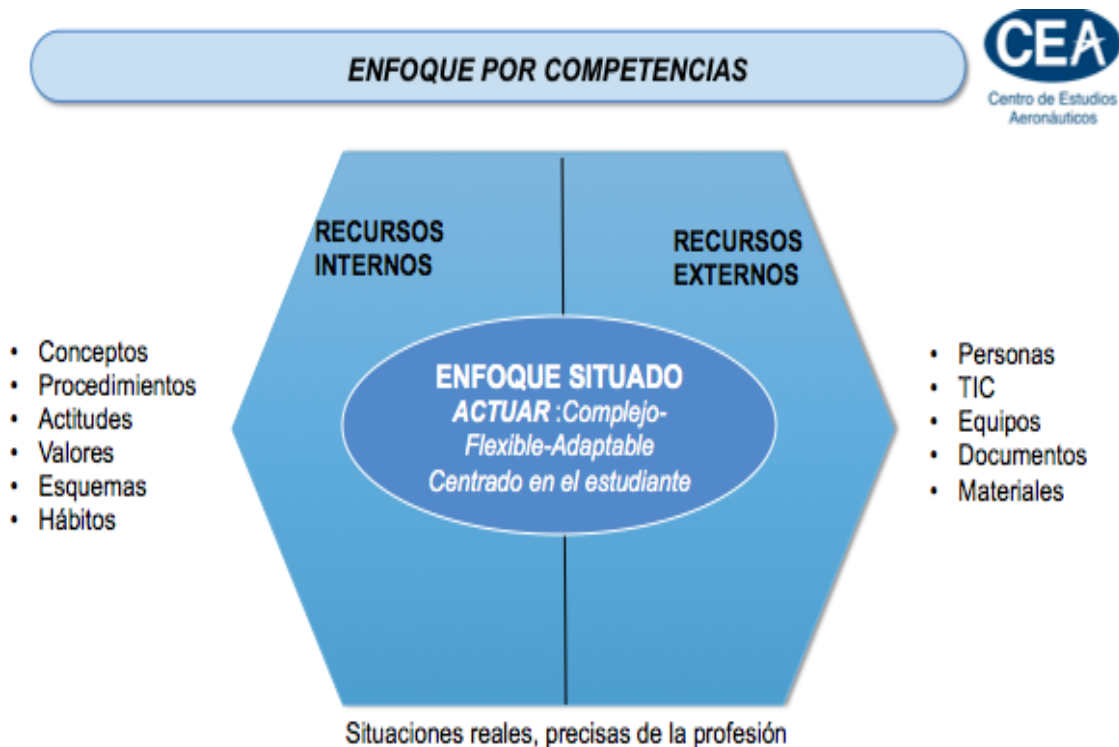 ENFOQUE POR COMPETENCIAS
CEA
Centro de Estudios
Aeronáuticos
RECURSOS
INTERNOS
RECURSOS
EXTERNOS
• Conceptos
• Procedimientos
• Actitudes
• Valores
• Esquemas
• Hábitos
ENFOQUE SITUADO
ACTUAR :Complejo-
Flexible-Adaptable
Centrado en el estudiante
• Personas
• TIC
• Equipos
• Documentos
• Materiales
Situaciones reales, precisas de la profesión